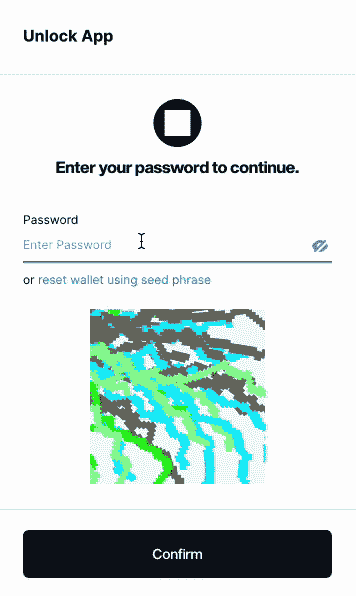 Unlock App
Enter your password to continue.
Password
Enter Password
or reset wallet using seed phrase
Confirm